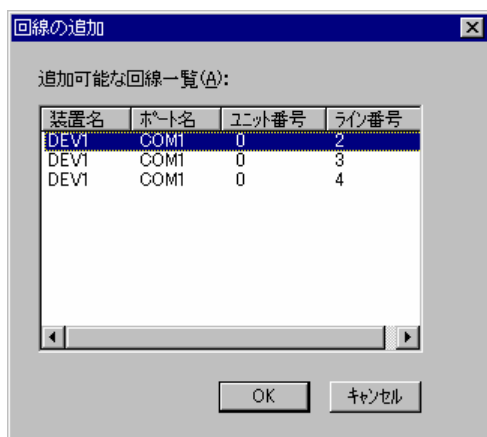 回線の追加
追加可能な回線一覧(A):
装置名 ﾎﾟｰﾄ名 ﾕﾆｯﾄ番号 ﾗｲﾝ番号
DEV1 COM1 0 2
DEV1 COM1 0 3
DEV1 COM1 0 4
OK ｷｬﾝｾﾙ